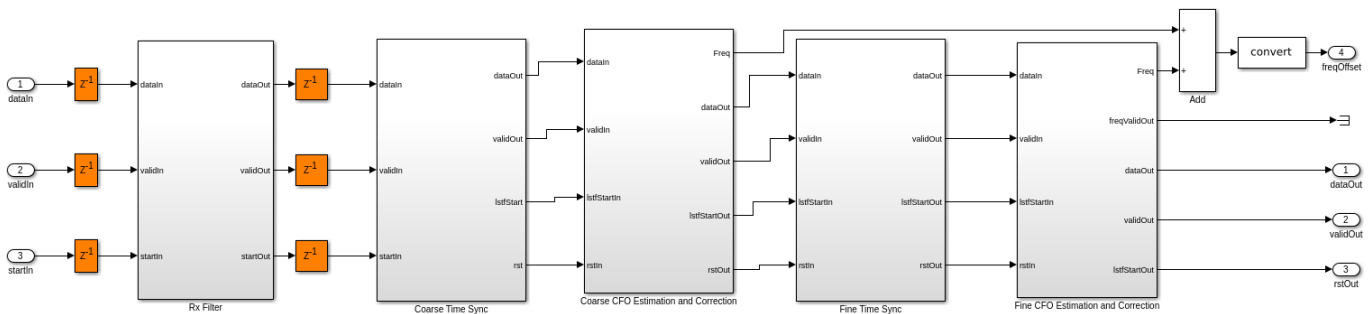 1
dataIn
2
validIn
3
startIn
Z-1
Z-1
Z-1
dataIn
validIn
startIn
dataOut
validOut
startOut
Rx Filter
Z-1
Z-1
Z-1
dataIn
validIn
startIn
dataOut
validOut
lstfStart
rst
Coarse Time Sync
dataIn
validIn
lstfStartIn
rstIn
Freq
dataOut
validOut
lstfStartOut
rstOut
Coarse CFO Estimation and Correction
dataIn
validIn
lstfStartIn
rstIn
dataOut
validOut
lstfStartOut
rstOut
Fine Time Sync
dataIn
validIn
lstfStartIn
rstIn
Freq
freqValidOut
dataOut
validOut
lstfStartOut
Fine CFO Estimation and Correction
+
+
Add
convert
4
freqOffset
1
dataOut
2
validOut
3
rstOut